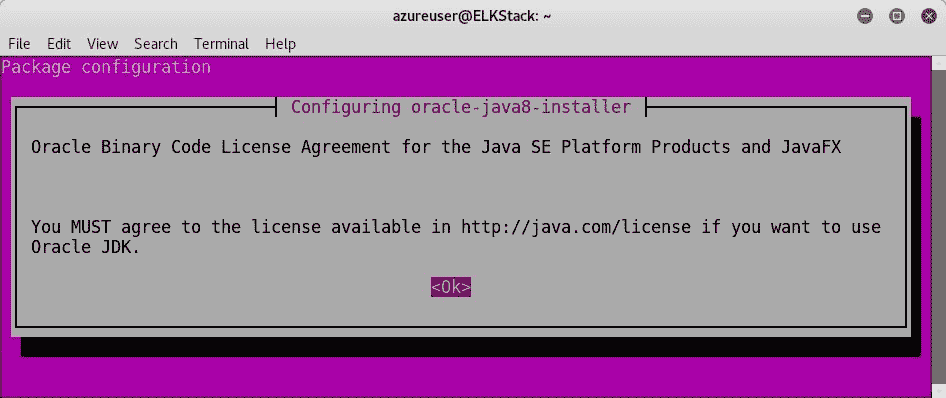 azureuser@ELKStack: ~
File Edit View Search Terminal Help
Package configuration
Configuring oracle-java8-installer
Oracle Binary Code License Agreement for the Java SE Platform Products and JavaFX
You MUST agree to the license available in http://java.com/license if you want to use
Oracle JDK.
<Ok>